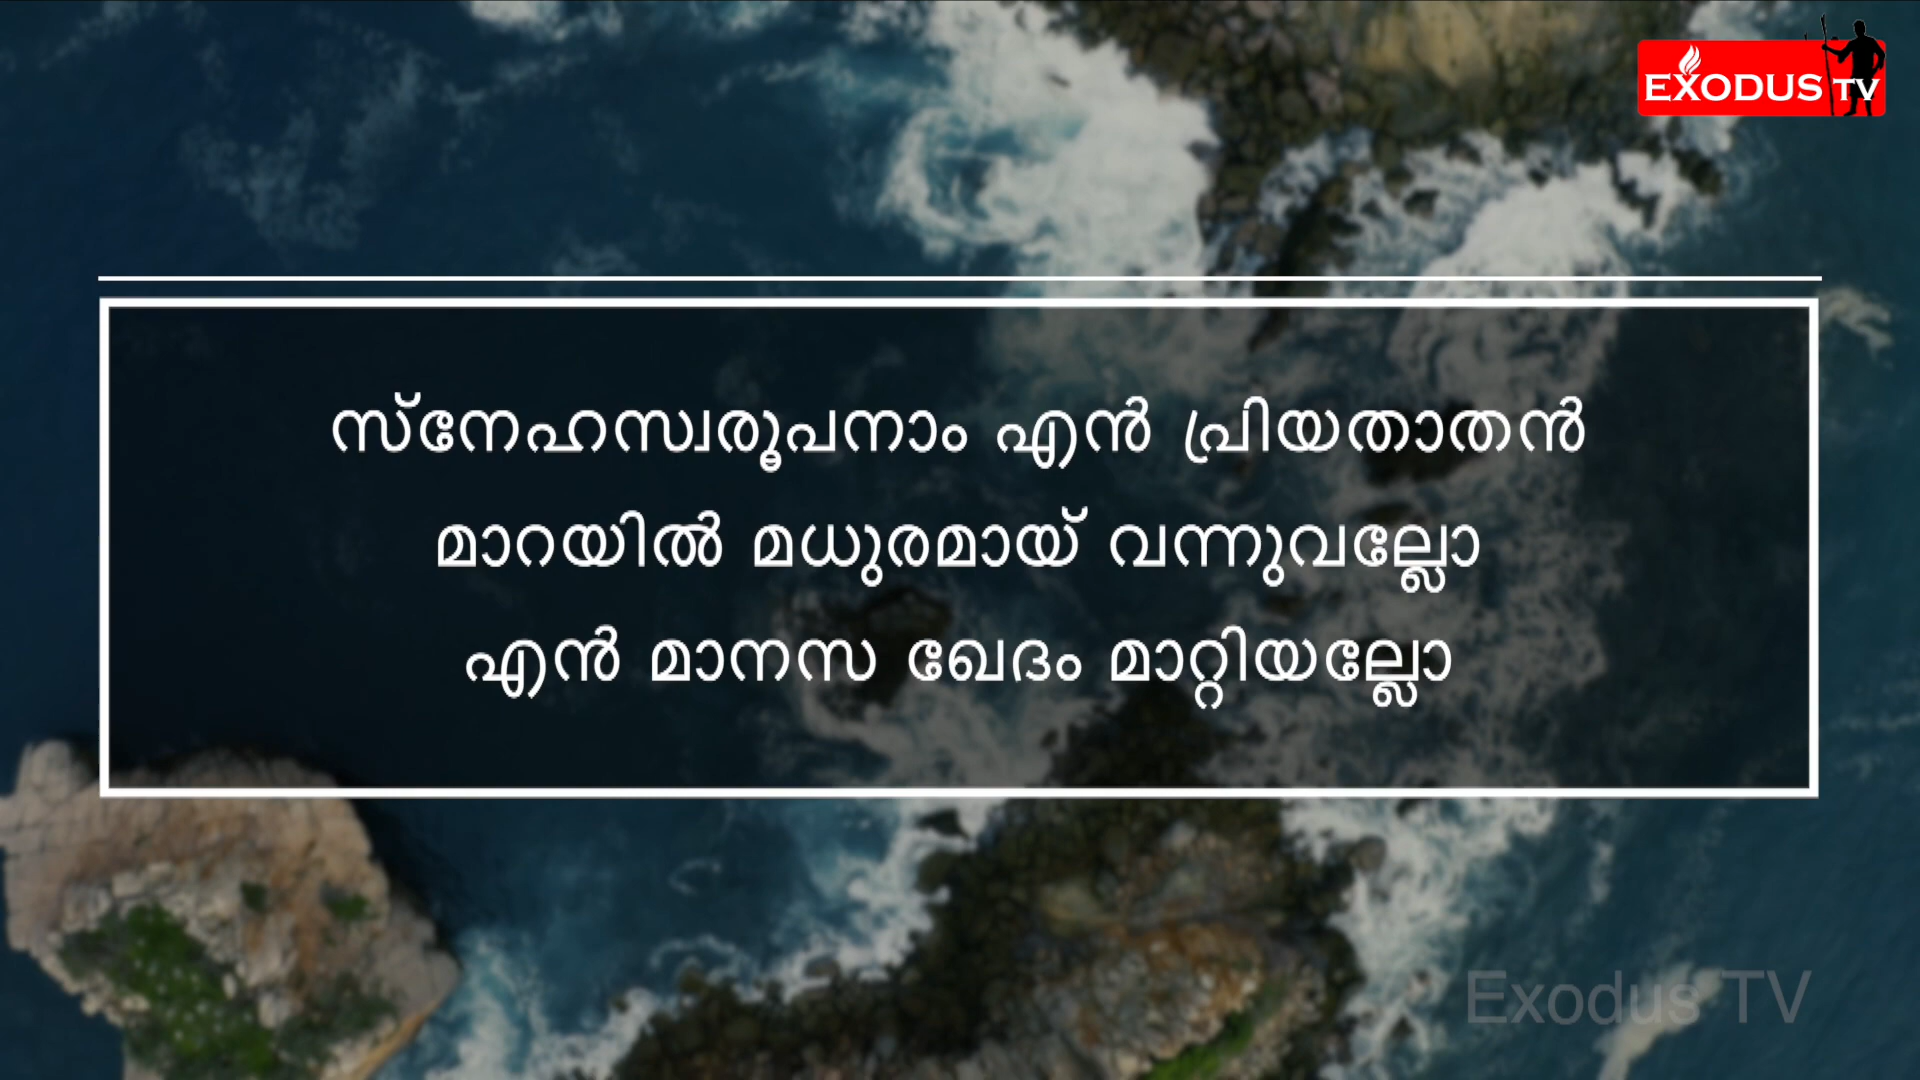 EXODUS TV
സ്നേഹസ്വരൂപനാം എൻ പ്രിയതാതൻ
മാറയിൽ മധുരമായ് വന്നുവല്ലോ
എൻ മാനസ ഖേദം മാറ്റിയല്ലോ
Exodus TV